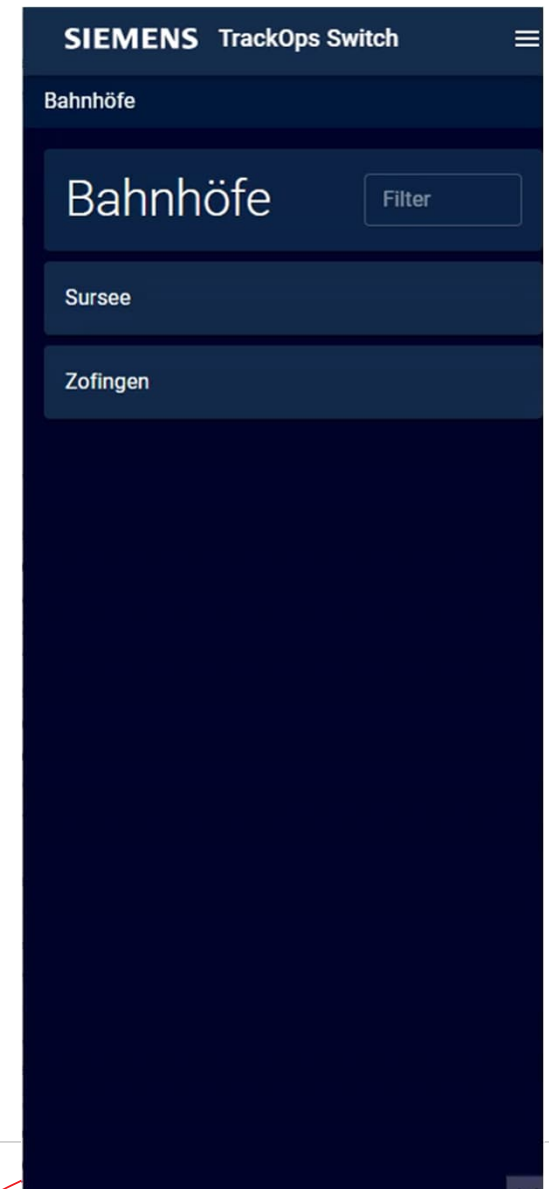 SIEMENS TrackOps Switch
Bahnhöfe
Bahnhöfe Filter
Sursee
Zofingen